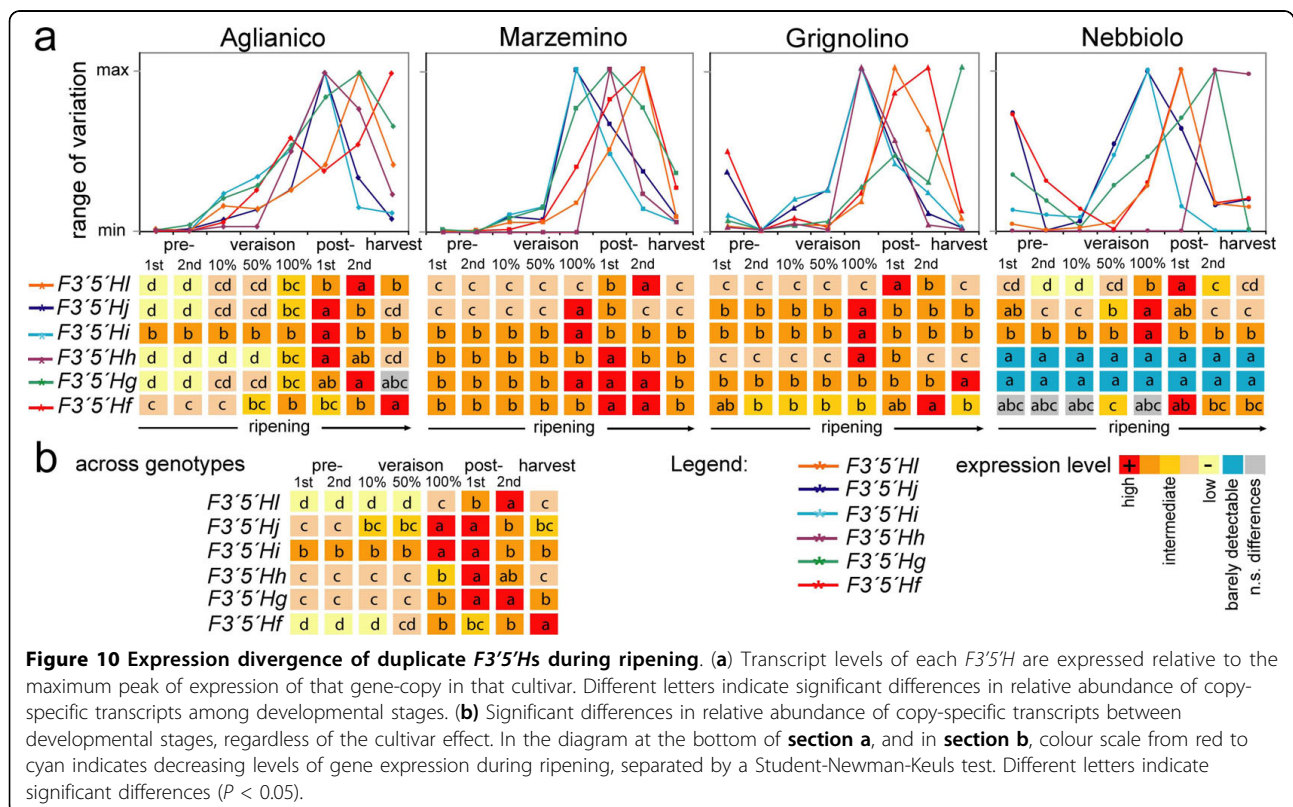 a
Aglianico Marzemino Grignolino Nebbiolo
max
range of variation
min
pre- veraison post- harvest pre- veraison post- harvest pre- veraison post- harvest pre- veraison post- harvest
1st 2nd 10% 50% 100% 1st 2nd 1st 2nd 10% 50% 100% 1st 2nd 1st 2nd 10% 50% 100% 1st 2nd 1st 2nd 10% 50% 100% 1st 2nd
F3´5´Hl d d cd cd bc b a b c c c c c b a c c c c c c a b c cd d d cd b a c cd
F3´5´Hj d d cd cd bc a b cd c c c c a b b c b b b b a b b b ab c c b a ab c c
F3´5´Hi b b b b b a b b b b b b a b b b b b b b a b b b b b b b a b b b
F3´5´Hh d d d d bc a ab cd b b b b b a b b c c c c a b c c a a a a a a a a
F3´5´Hg d d cd cd bc ab a abc b b b b a a a b b b b b b b b a a a a a a a a a
F3´5´Hf c c c bc b bc b a b b b b b a a b ab b b b b ab a b abc abc abc c abc ab bc bc
ripening ripening ripening ripening
b across genotypes
pre- veraison post- harvest
1st 2nd 10% 50% 100% 1st 2nd
F3´5´Hl d d d d c b a c
F3´5´Hj c c bc bc a a b bc
F3´5´Hi b b b b a a b b
F3´5´Hh c c c c b a ab c
F3´5´Hg c c c c b a a b
F3´5´Hf d d d cd b bc b a
Legend:
F3´5´Hl
F3´5´Hj
F3´5´Hi
F3´5´Hh
F3´5´Hg
F3´5´Hf
expression level + -
high
intermediate
low
barely detectable
n.s. differences
Figure 10 Expression divergence of duplicate F3'5'Hs during ripening. (a) Transcript levels of each F3'5'H are expressed relative to the
maximum peak of expression of that gene-copy in that cultivar. Different letters indicate significant differences in relative abundance of copy-
specific transcripts among developmental stages. (b) Significant differences in relative abundance of copy-specific transcripts between
developmental stages, regardless of the cultivar effect. In the diagram at the bottom of section a, and in section b, colour scale from red to
cyan indicates decreasing levels of gene expression during ripening, separated by a Student-Newman-Keuls test. Different letters indicate
significant differences (P < 0.05).